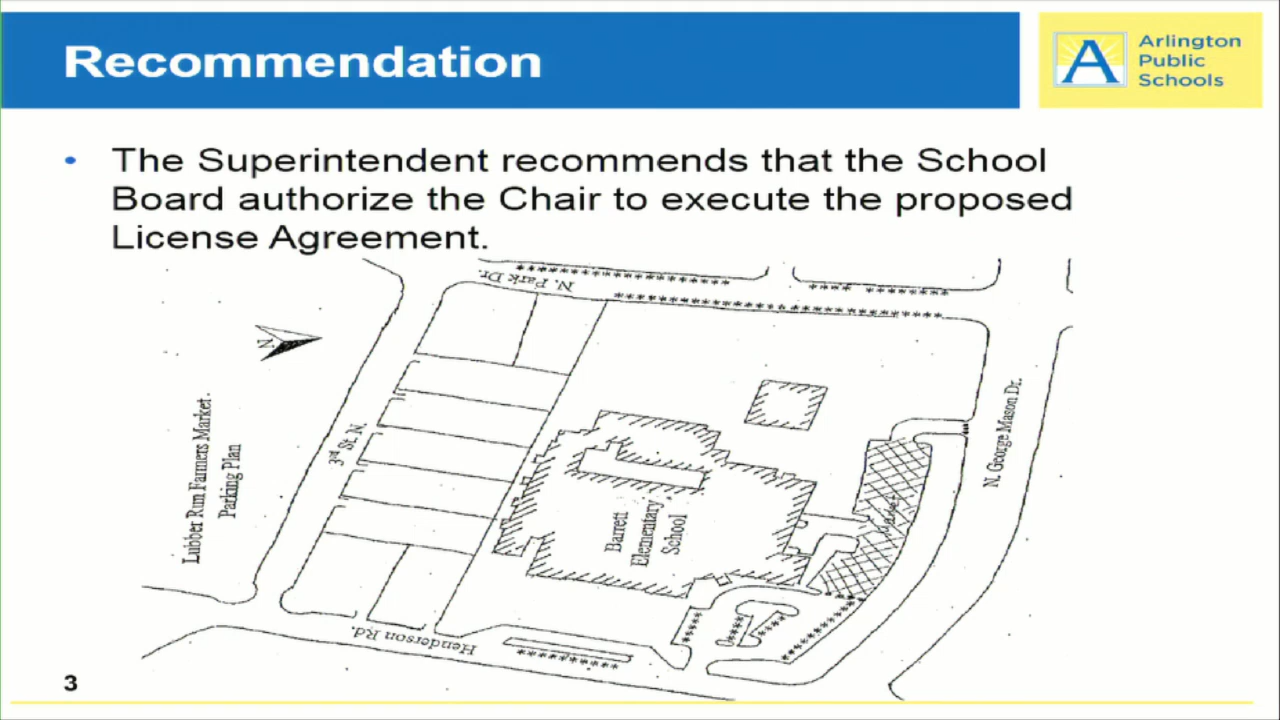 Recommendation
Arlington
Public
Schools
• The Superintendent recommends that the School
Board authorize the Chair to execute the proposed
License Agreement.
N. Park Dr.
N
Lubber Run Farmers Market
Parking Plan
3rd St. N.
N. George Mason Dr.
Barrett
Elementary
School
Henderson Rd.
3